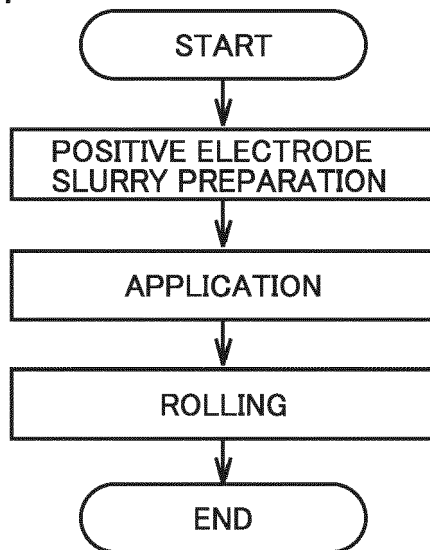 START
POSITIVE ELECTRODE
SLURRY PREPARATION
APPLICATION
ROLLING
END